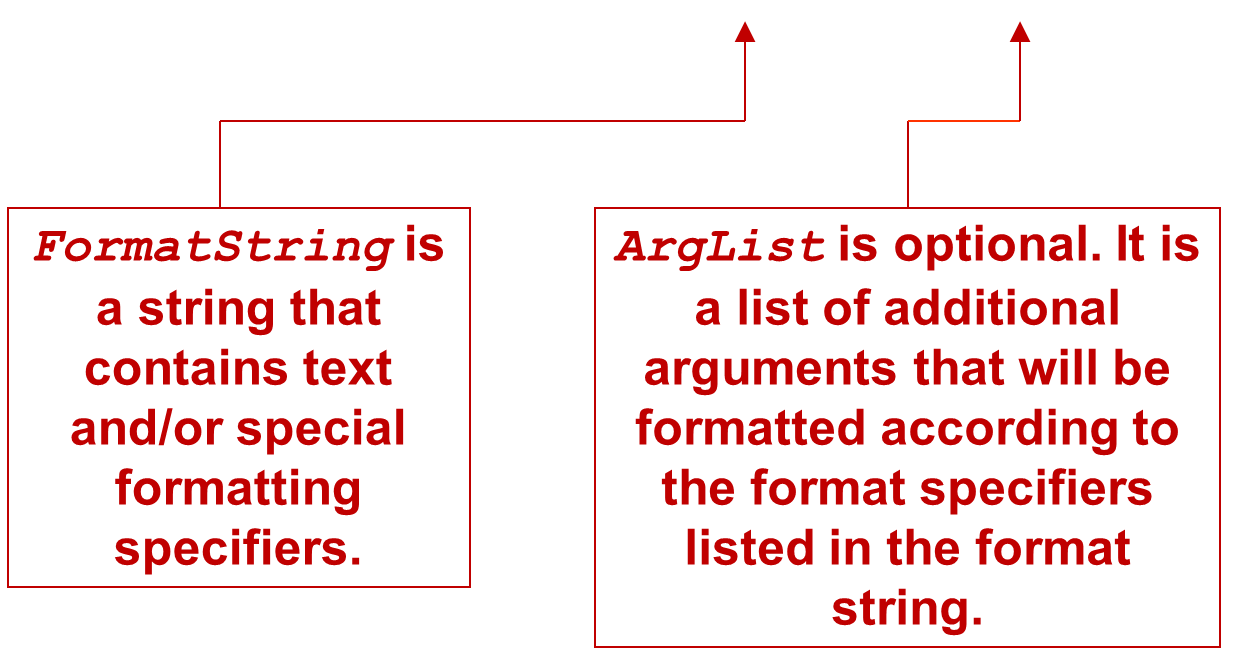 FormatString is
a string that
contains text
and/or special
formatting
specifiers.
ArgList is optional. It is
a list of additional
arguments that will be
formatted according to
the format specifiers
listed in the format
string.